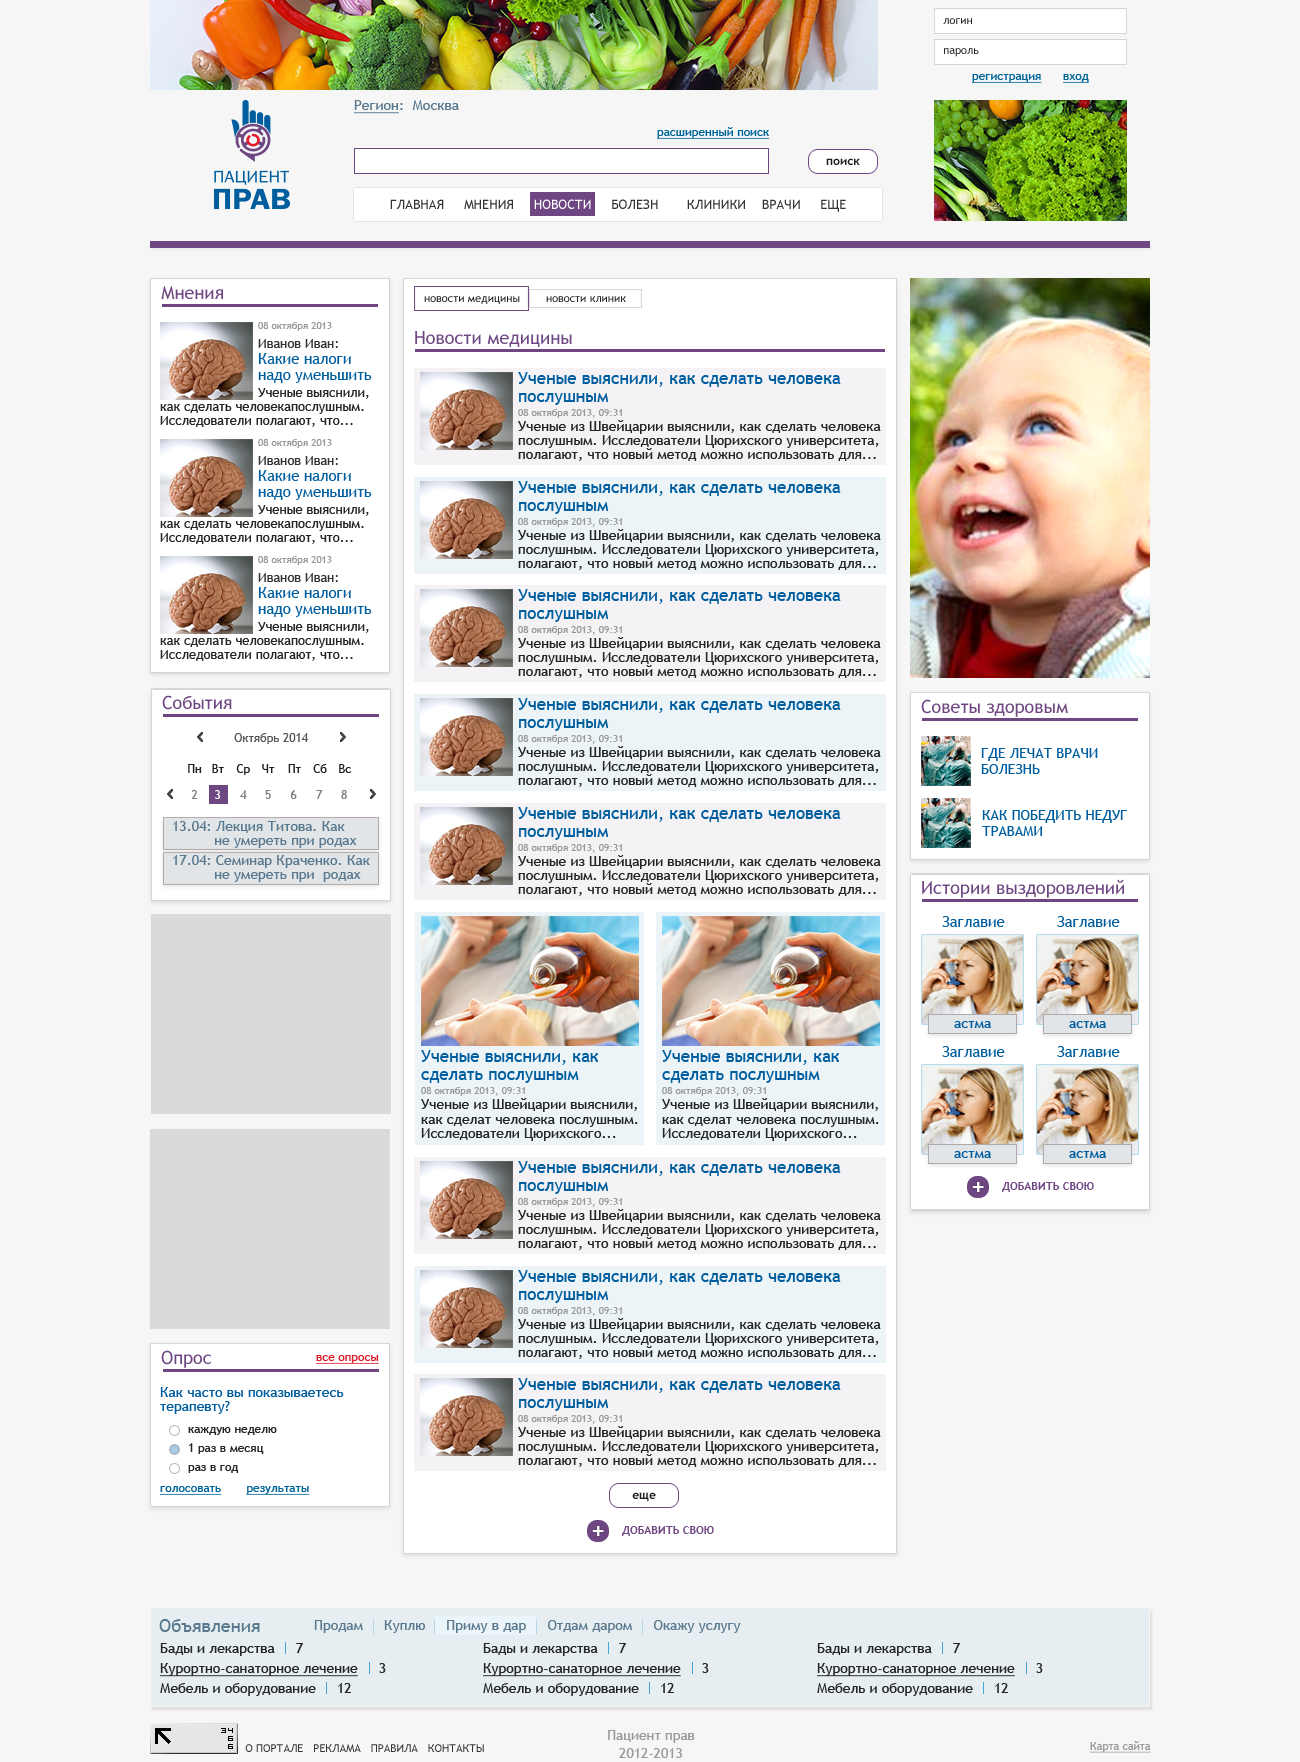 логин
пароль
регистрация вход
Регион: Москва
расширенный поиск
поиск
ПАЦИЕНТ
ПРАВ
ГЛАВНАЯ МНЕНИЯ НОВОСТИ БОЛЕЗН КЛИНИКИ ВРАЧИ ЕЩЕ
Мнения
08 октября 2013
Иванов Иван:
Какие налоги
надо уменьшить
Ученые выяснили,
как сделать человекапослушным.
Исследователи полагают, что...
08 октября 2013
Иванов Иван:
Какие налоги
надо уменьшить
Ученые выяснили,
как сделать человекапослушным.
Исследователи полагают, что...
08 октября 2013
Иванов Иван:
Какие налоги
надо уменьшить
Ученые выяснили,
как сделать человекапослушным.
Исследователи полагают, что...
События
Октябрь 2014
Пн Вт Ср Чт Пт Сб Вс
2 3 4 5 6 7 8
13.04: Лекция Титова. Как
не умереть при родах
17.04: Семинар Краченко. Как
не умереть при родах
Опрос все опросы
Как часто вы показываетесь
терапевту?
каждую неделю
1 раз в месяц
раз в год
голосовать результаты
новости медицины новости клиник
Новости медицины
Ученые выяснили, как сделать человека
послушным
08 октября 2013, 09:31
Ученые из Швейцарии выяснили, как сделать человека
послушным. Исследователи Цюрихского университета,
полагают, что новый метод можно использовать для...
Ученые выяснили, как сделать человека
послушным
08 октября 2013, 09:31
Ученые из Швейцарии выяснили, как сделать человека
послушным. Исследователи Цюрихского университета,
полагают, что новый метод можно использовать для...
Ученые выяснили, как сделать человека
послушным
08 октября 2013, 09:31
Ученые из Швейцарии выяснили, как сделать человека
послушным. Исследователи Цюрихского университета,
полагают, что новый метод можно использовать для...
Ученые выяснили, как сделать человека
послушным
08 октября 2013, 09:31
Ученые из Швейцарии выяснили, как сделать человека
послушным. Исследователи Цюрихского университета,
полагают, что новый метод можно использовать для...
Ученые выяснили, как сделать человека
послушным
08 октября 2013, 09:31
Ученые из Швейцарии выяснили, как сделать человека
послушным. Исследователи Цюрихского университета,
полагают, что новый метод можно использовать для...
Ученые выяснили, как
сделать послушным
08 октября 2013, 09:31
Ученые из Швейцарии выяснили,
как сделат человека послушным.
Исследователи Цюрихского...
Ученые выяснили, как
сделать послушным
08 октября 2013, 09:31
Ученые из Швейцарии выяснили,
как сделат человека послушным.
Исследователи Цюрихского...
Ученые выяснили, как сделать человека
послушным
08 октября 2013, 09:31
Ученые из Швейцарии выяснили, как сделать человека
послушным. Исследователи Цюрихского университета,
полагают, что новый метод можно использовать для...
Ученые выяснили, как сделать человека
послушным
08 октября 2013, 09:31
Ученые из Швейцарии выяснили, как сделать человека
послушным. Исследователи Цюрихского университета,
полагают, что новый метод можно использовать для...
Ученые выяснили, как сделать человека
послушным
08 октября 2013, 09:31
Ученые из Швейцарии выяснили, как сделать человека
послушным. Исследователи Цюрихского университета,
полагают, что новый метод можно использовать для...
еще
ДОБАВИТЬ СВОЮ
Советы здоровым
ГДЕ ЛЕЧАТ ВРАЧИ
БОЛЕЗНЬ
КАК ПОБЕДИТЬ НЕДУГ
ТРАВАМИ
Истории выздоровлений
Заглавие Заглавие
астма астма
Заглавие Заглавие
астма астма
ДОБАВИТЬ СВОЮ
Объявления Продам Куплю Приму в дар Отдам даром Окажу услугу
Бады и лекарства 7 Бады и лекарства 7 Бады и лекарства 7
Курортно-санаторное лечение 3 Курортно-санаторное лечение 3 Курортно-санаторное лечение 3
Мебель и оборудование 12 Мебель и оборудование 12 Мебель и оборудование 12
34
6
6
О ПОРТАЛЕ РЕКЛАМА ПРАВИЛА КОНТАКТЫ
Пациент прав
2012-2013
Карта сайта